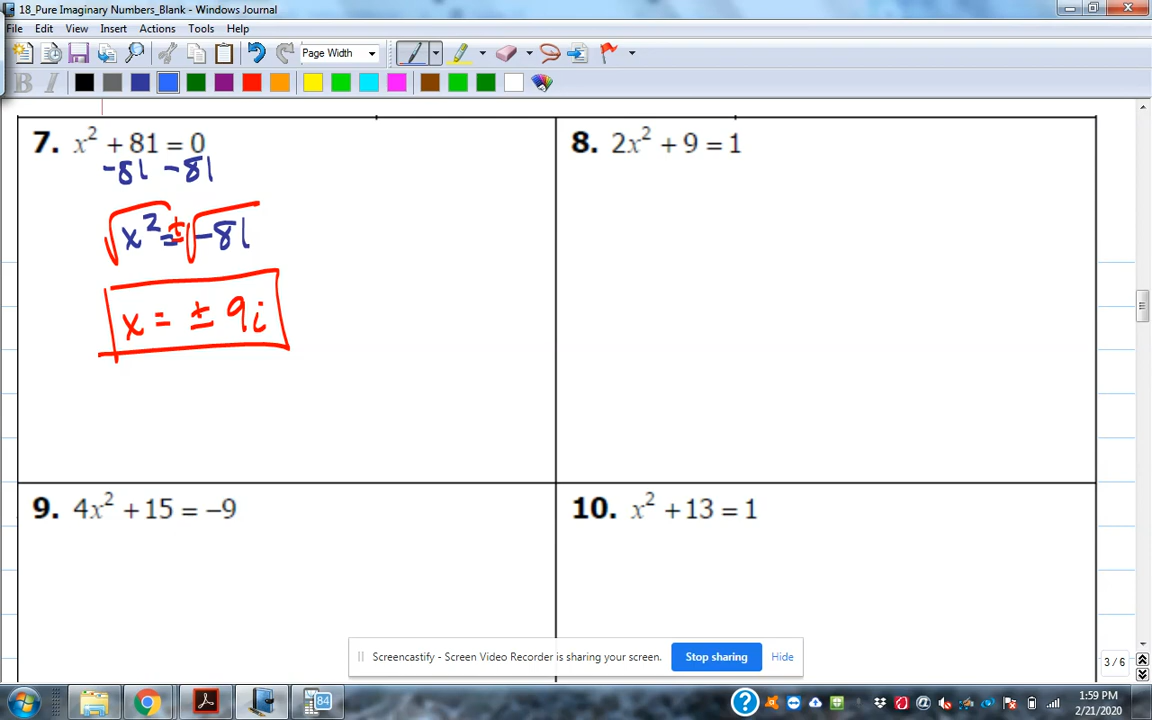 18_Pure Imaginary Numbers_Blank - Windows Journal
File Edit View Insert Actions Tools Help
Page Width
B I
7. x² + 81 = 0
-81 -81
√x² = ±√-81
x = ± 9i
8. 2x² + 9 = 1
9. 4x² + 15 = −9
10. x² + 13 = 1
Screencastify - Screen Video Recorder is sharing your screen. Stop sharing Hide
3 / 6
84
1:59 PM
2/21/2020